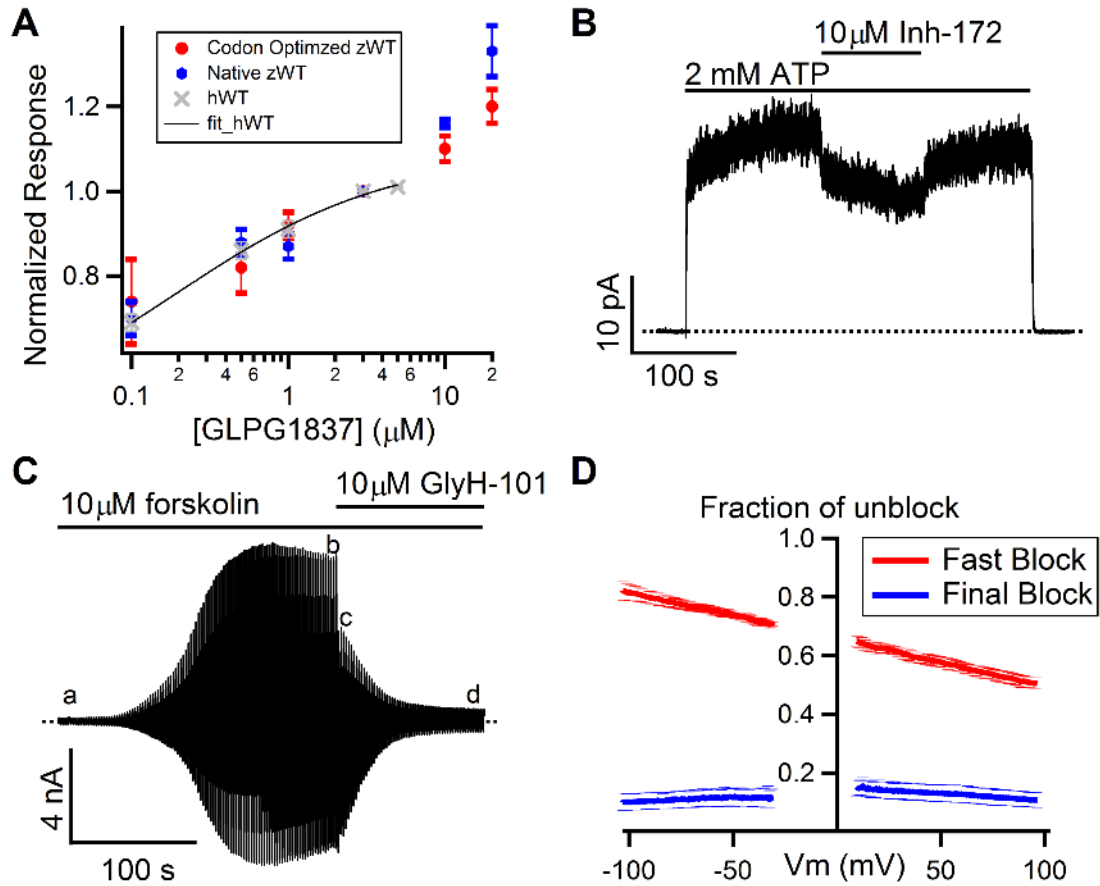 A
Codon Optimzed zWT
Native zWT
hWT
fit_hWT
Normalized Response
1.2
1.0
0.8
0.1
2
4
6
1
2
4
6
10
2
[GLPG1837] (μM)
B
10μM Inh-172
2 mM ATP
10 pA
100 s
C
10μM forskolin
10μM GlyH-101
a
b
c
d
4 nA
100 s
D
Fraction of unblock
1.0
0.8
0.6
0.4
0.2
Fast Block
Final Block
-100
-50
Vm (mV)
50
100